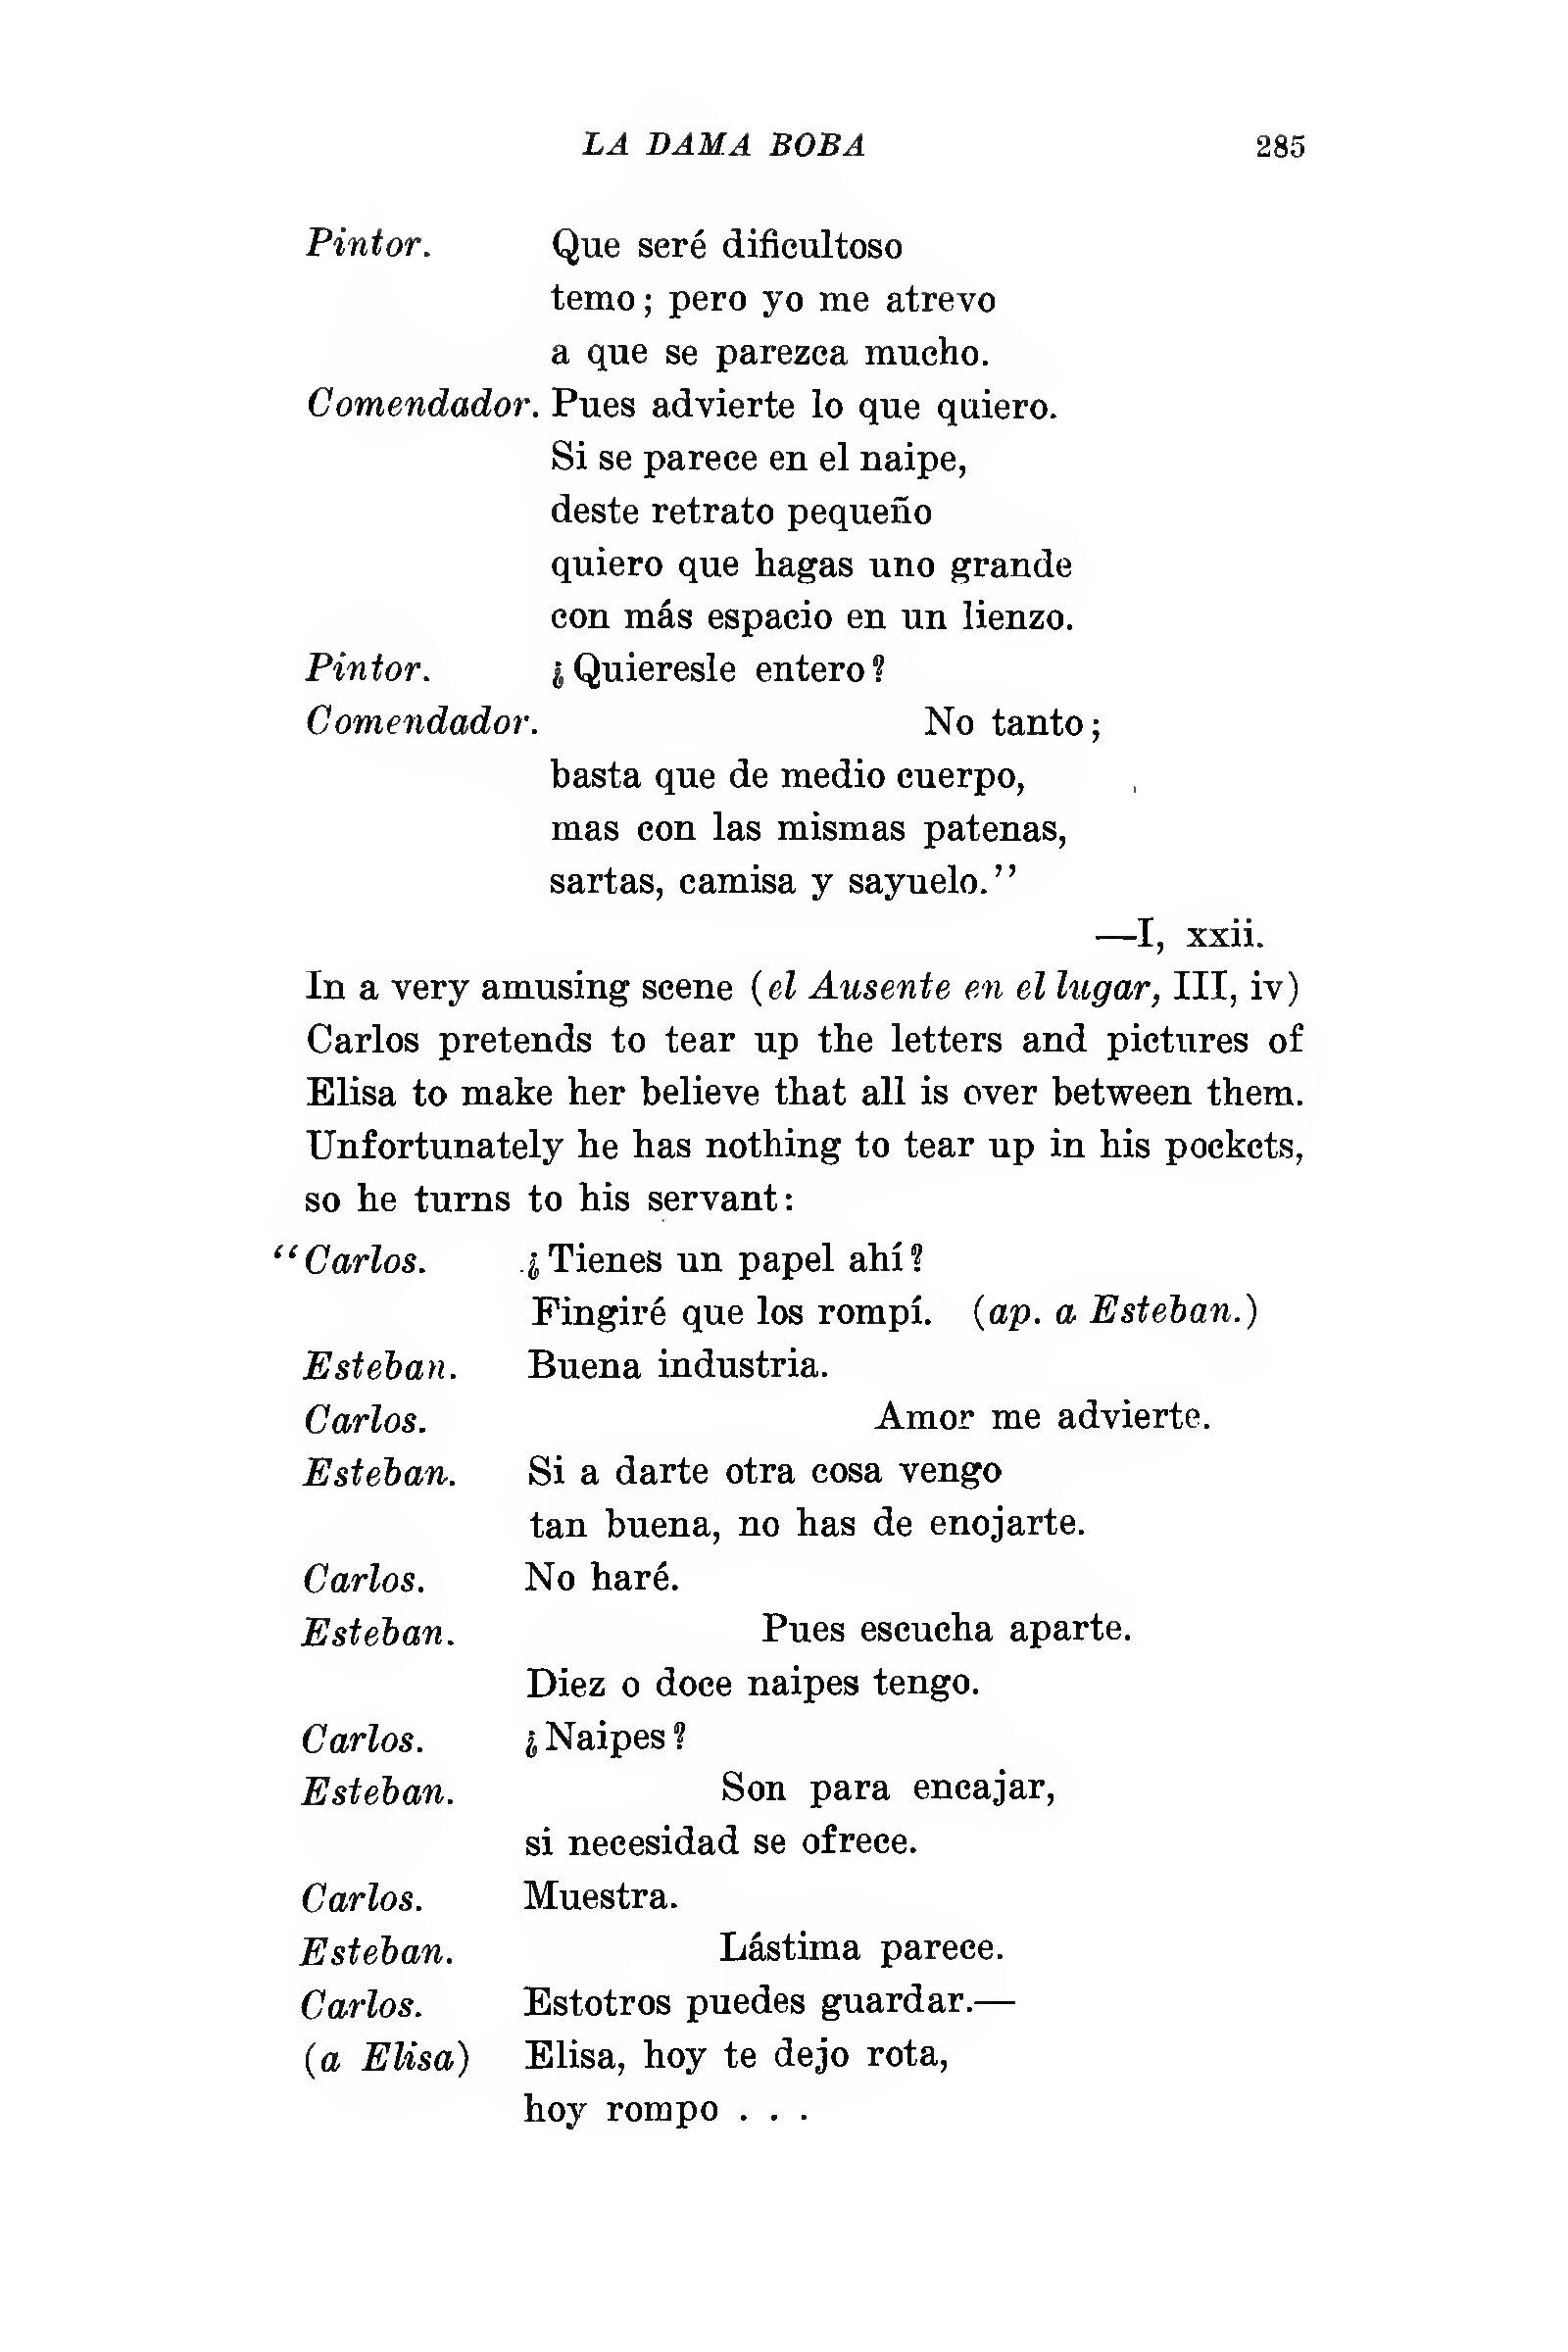 LA DAMA BOBA 285
Pintor. Que seré dificultoso
temo; pero yo me atrevo
a que se parezca mucho.
Comendador. Pues advierte lo que quiero.
Si se parece en el naipe,
deste retrato pequeño
quiero que hagas uno grande
con más espacio en un lienzo.
Pintor. ¿Quieresle entero?
Comendador. No tanto;
basta que de medio cuerpo,
mas con las mismas patenas,
sartas, camisa y sayuelo.”
—I, xxii.
In a very amusing scene (el Ausente en el lugar, III, iv)
Carlos pretends to tear up the letters and pictures of
Elisa to make her believe that all is over between them.
Unfortunately he has nothing to tear up in his pockets,
so he turns to his servant:
“Carlos. ¿Tienes un papel ahí?
Fingiré que los rompí. (ap. a Esteban.)
Esteban. Buena industria.
Carlos. Amor me advierte.
Esteban. Si a darte otra cosa vengo
tan buena, no has de enojarte.
Carlos. No haré.
Esteban. Pues escucha aparte.
Diez o doce naipes tengo.
Carlos. ¿Naipes?
Esteban. Son para encajar,
si necesidad se ofrece.
Carlos. Muestra.
Esteban. Lástima parece.
Carlos. Estotros puedes guardar.—
(a Elisa) Elisa, hoy te dejo rota,
hoy rompo . . .